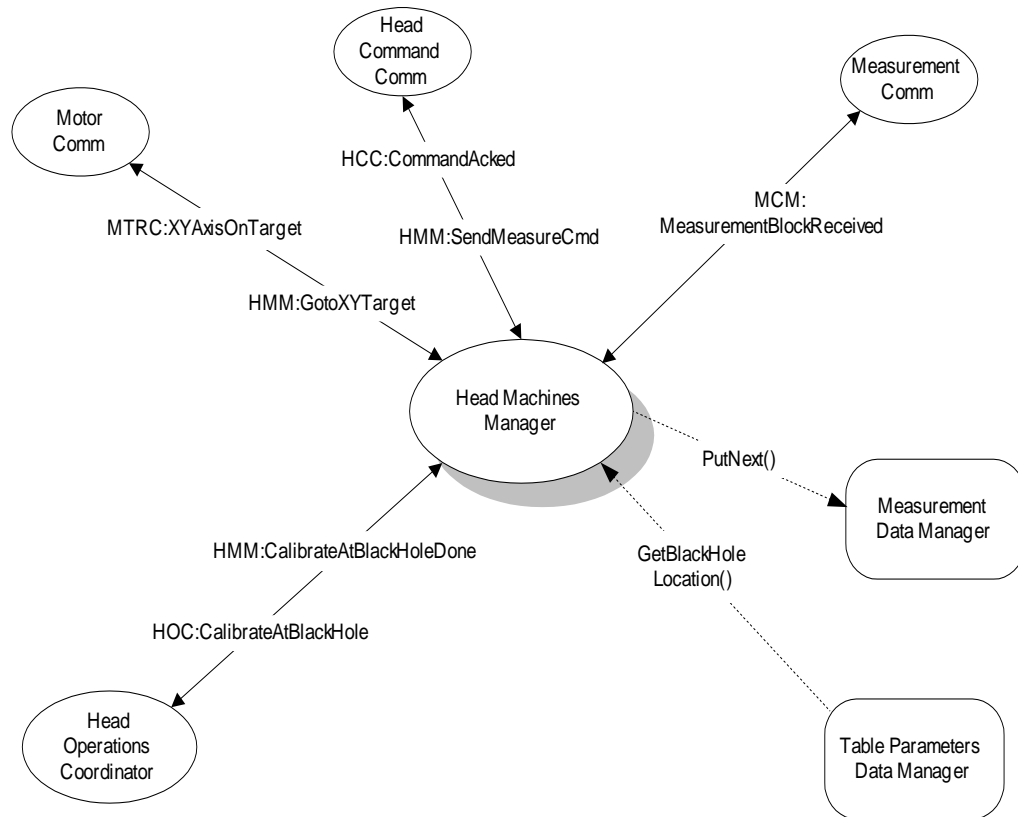 Head
Command
Comm
Measurement
Comm
Motor
Comm
HCC:CommandAcked
MCM:
MeasurementBlockReceived
MTRC:XYAxisOnTarget
HMM:SendMeasureCmd
HMM:GotoXYTarget
Head Machines
Manager
PutNext()
Measurement
Data Manager
HMM:CalibrateAtBlackHoleDone
GetBlackHole
Location()
HOC:CalibrateAtBlackHole
Head
Operations
Coordinator
Table Parameters
Data Manager